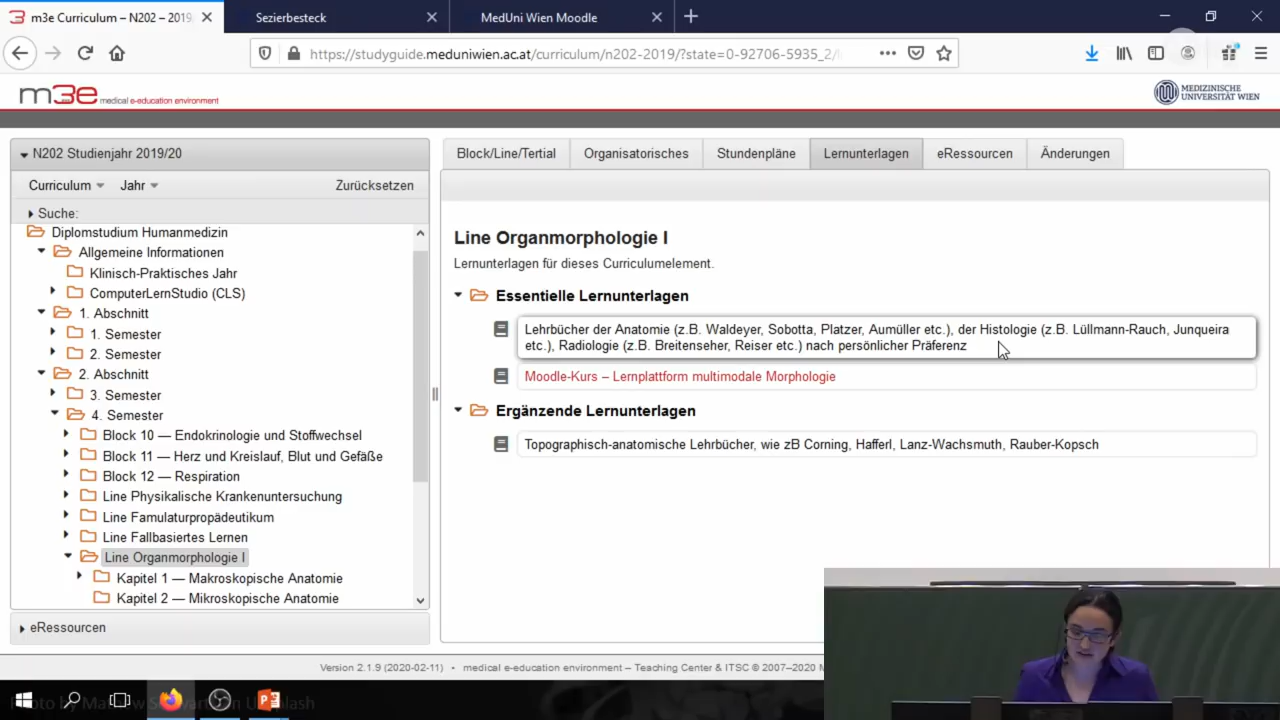 m3e Curriculum – N202 – 2019
Sezierbesteck
MedUni Wien Moodle
https://studyguide.meduniwien.ac.at/curriculum/n202-2019/?state=0-92706-5935_2/
m3e medical e-education environment
MEDIZINISCHE
UNIVERSITÄT WIEN
N202 Studienjahr 2019/20
Curriculum
Jahr
Zurücksetzen
Suche:
Diplomstudium Humanmedizin
Allgemeine Informationen
Klinisch-Praktisches Jahr
ComputerLernStudio (CLS)
1. Abschnitt
1. Semester
2. Semester
2. Abschnitt
3. Semester
4. Semester
Block 10 — Endokrinologie und Stoffwechsel
Block 11 — Herz und Kreislauf, Blut und Gefäße
Block 12 — Respiration
Line Physikalische Krankenuntersuchung
Line Famulaturpropädeutikum
Line Fallbasiertes Lernen
Line Organmorphologie I
Kapitel 1 — Makroskopische Anatomie
Kapitel 2 — Mikroskopische Anatomie
eRessourcen
Block/Line/Tertial
Organisatorisches
Stundenpläne
Lernunterlagen
eRessourcen
Änderungen
Line Organmorphologie I
Lernunterlagen für dieses Curriculumelement.
Essentielle Lernunterlagen
Lehrbücher der Anatomie (z.B. Waldeyer, Sobotta, Platzer, Aumüller etc.), der Histologie (z.B. Lüllmann-Rauch, Junqueira
etc.), Radiologie (z.B. Breitenseher, Reiser etc.) nach persönlicher Präferenz
Moodle-Kurs – Lernplattform multimodale Morphologie
Ergänzende Lernunterlagen
Topographisch-anatomische Lehrbücher, wie zB Corning, Hafferl, Lanz-Wachsmuth, Rauber-Kopsch
Version 2.1.9 (2020-02-11) • medical e-education environment – Teaching Center & ITSC © 2007–2020 M